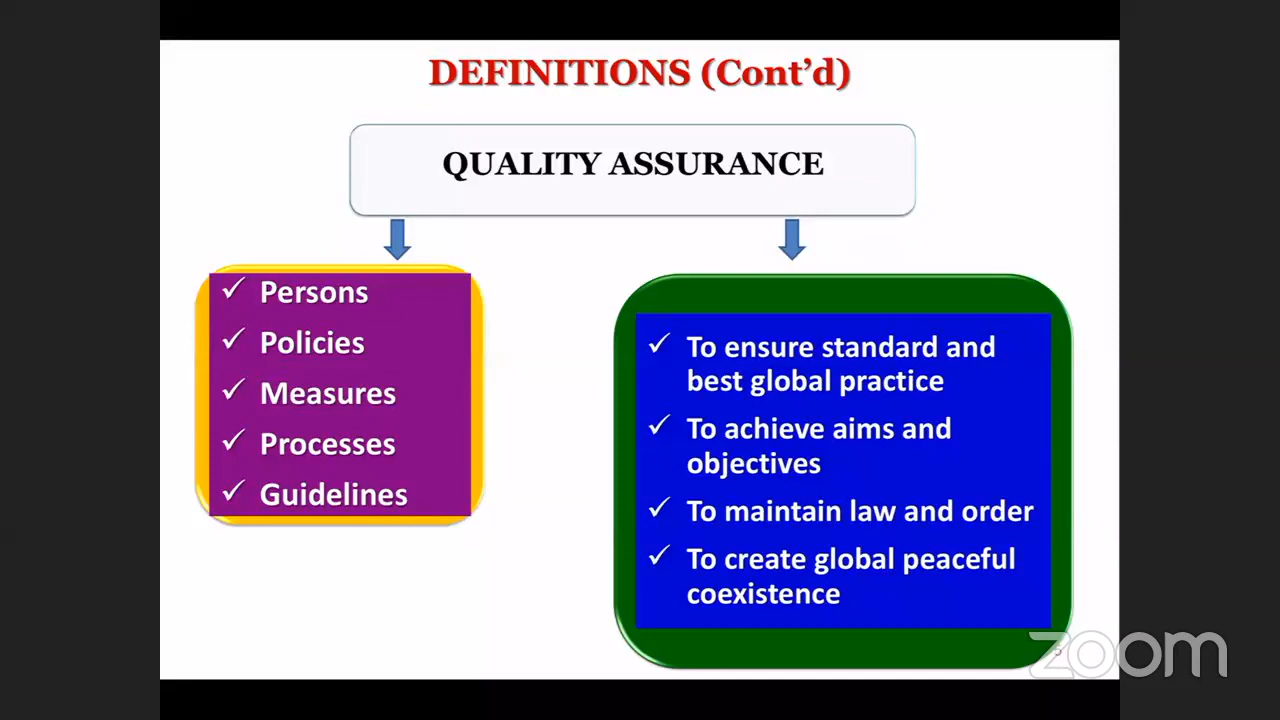 DEFINITIONS (Cont’d)
QUALITY ASSURANCE
✓ Persons
✓ Policies
✓ Measures
✓ Processes
✓ Guidelines
✓ To ensure standard and
best global practice
✓ To achieve aims and
objectives
✓ To maintain law and order
✓ To create global peaceful
coexistence
zoom